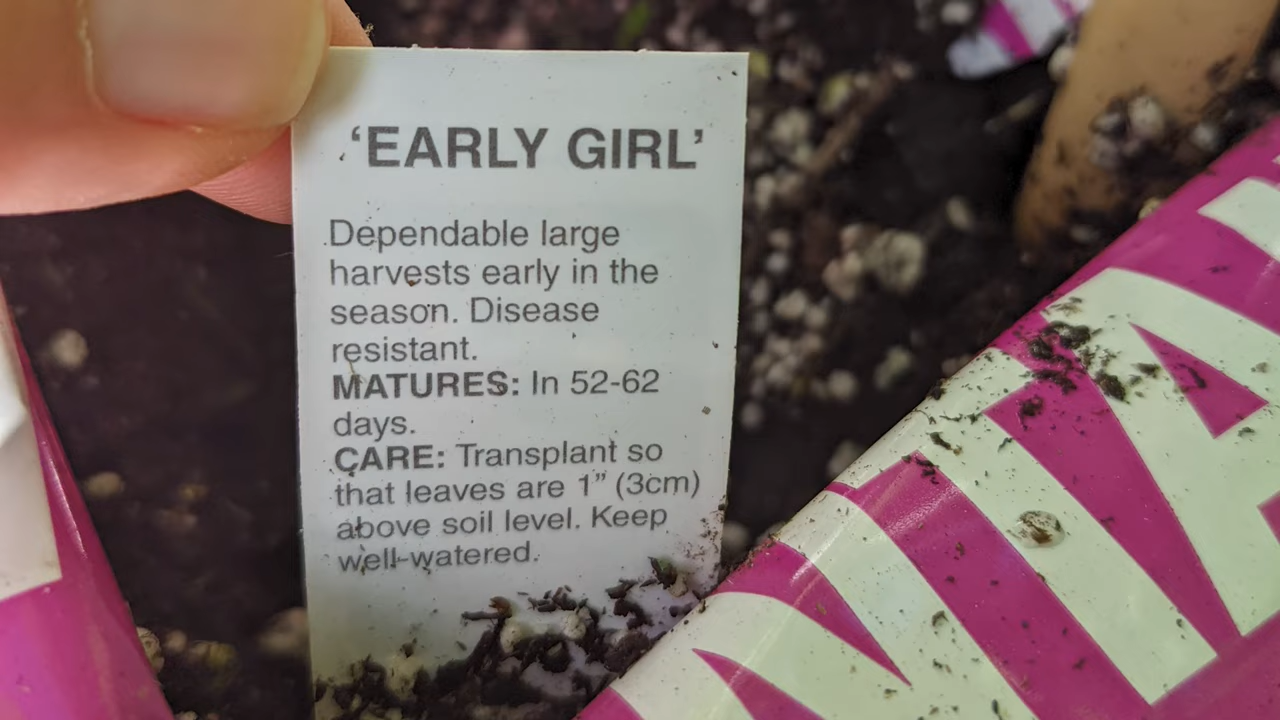 ‘EARLY GIRL’
Dependable large
harvests early in the
season. Disease
resistant.
MATURES: In 52-62
days.
CARE: Transplant so
that leaves are 1” (3cm)
above soil level. Keep
well-watered.